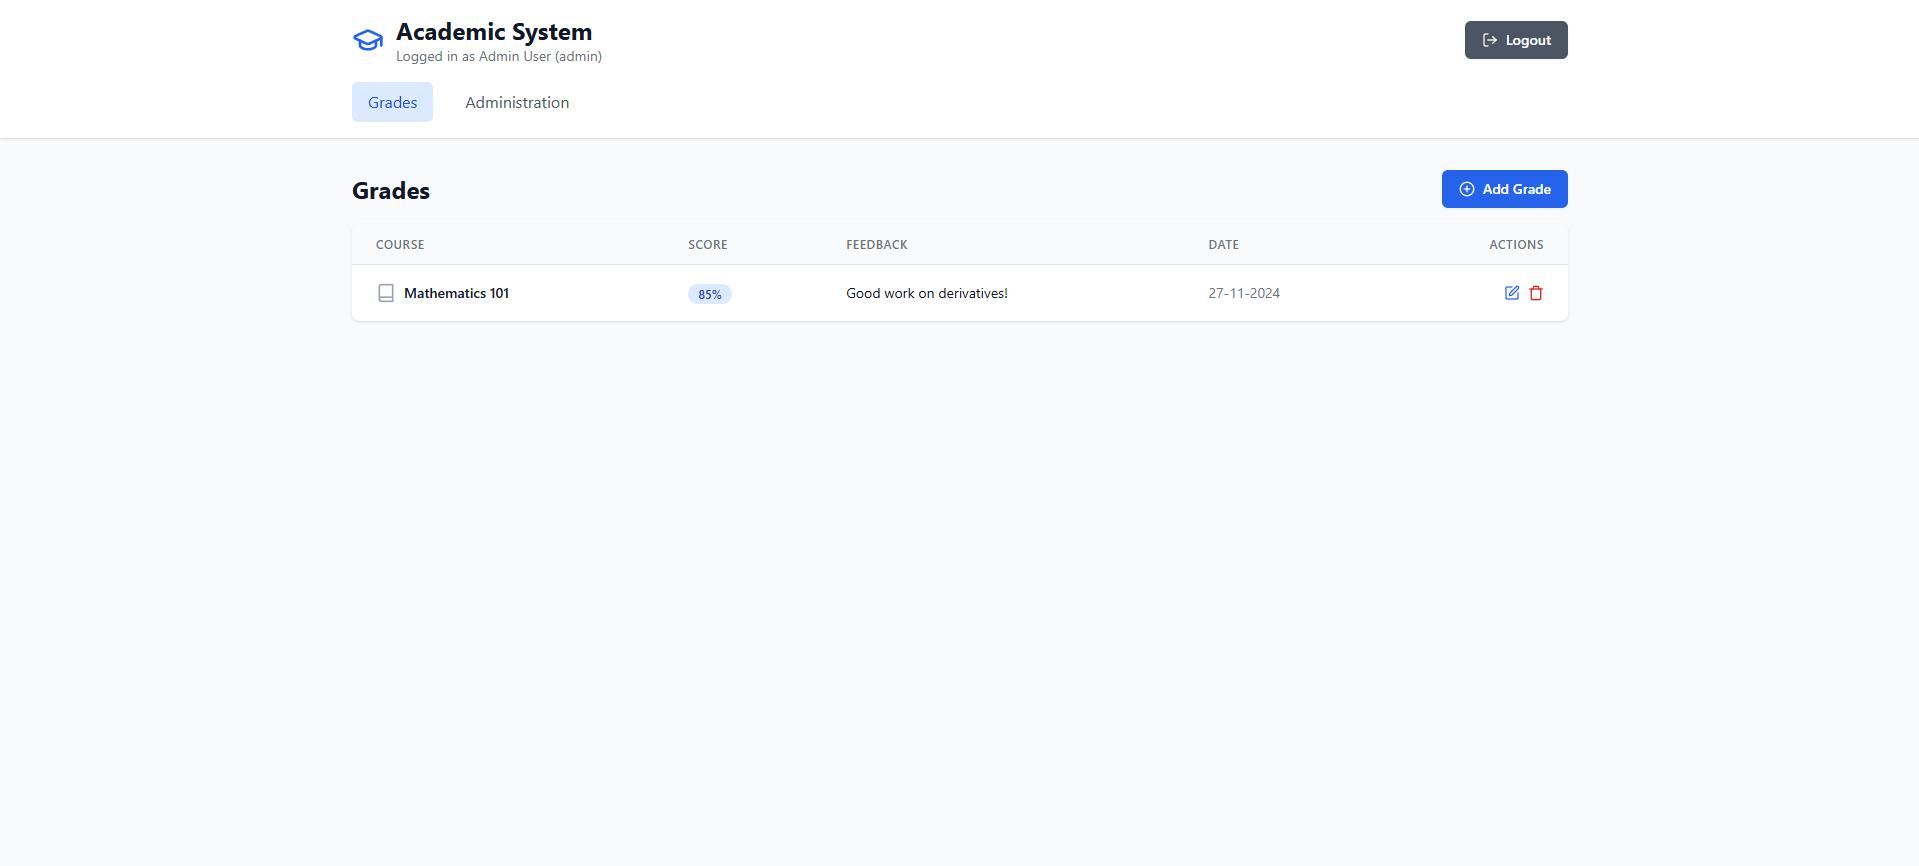 Academic System
Logged in as Admin User (admin)
Logout
Grades Administration
Grades
Add Grade
COURSE SCORE FEEDBACK DATE ACTIONS
Mathematics 101 85% Good work on derivatives! 27-11-2024